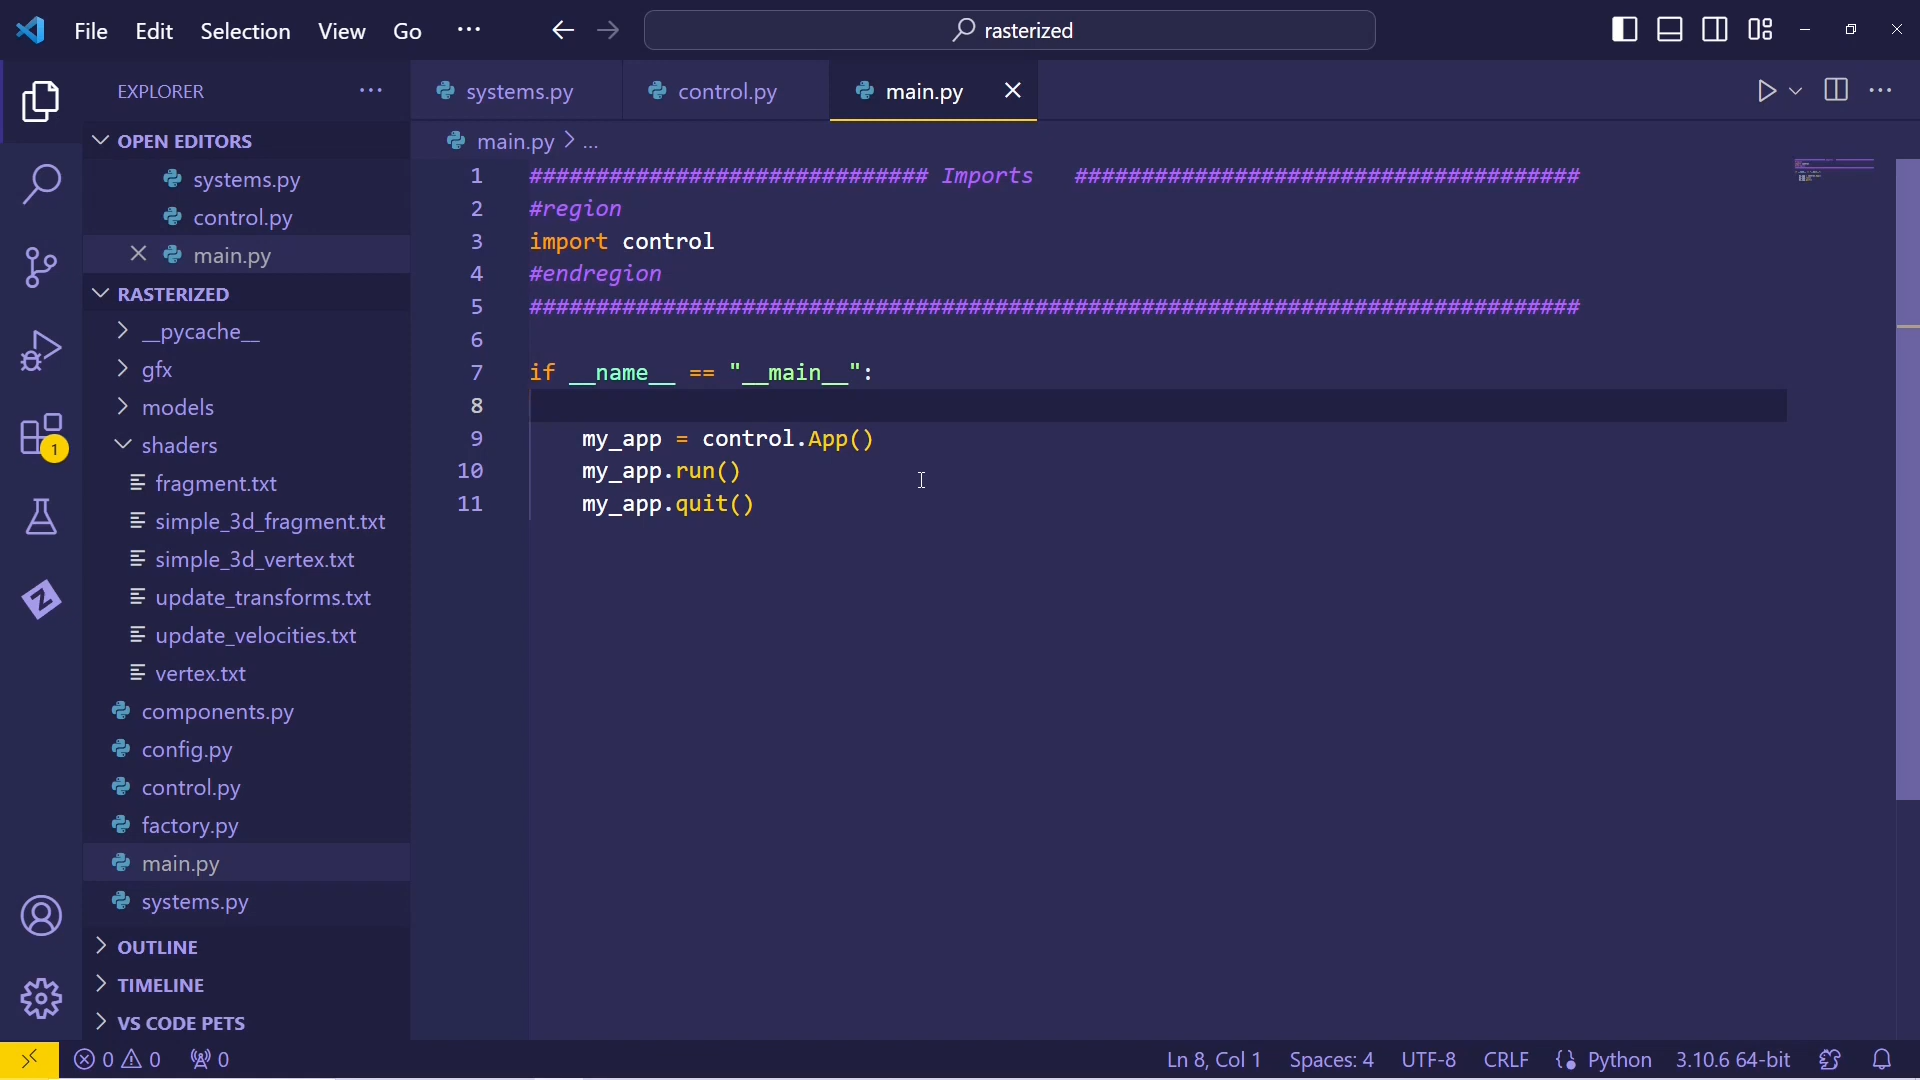 File Edit Selection View Go ··· rasterized
EXPLORER ···
OPEN EDITORS
systems.py
control.py
main.py
RASTERIZED
__pycache__
gfx
models
shaders
fragment.txt
simple_3d_fragment.txt
simple_3d_vertex.txt
update_transforms.txt
update_velocities.txt
vertex.txt
components.py
config.py
control.py
factory.py
main.py
systems.py
OUTLINE
TIMELINE
VS CODE PETS
1
systems.py control.py main.py
main.py > ...
1 ############################## Imports ######################################
2 #region
3 import control
4 #endregion
5 ###############################################################################
6
7 if __name__ == "__main__":
8
9 my_app = control.App()
10 my_app.run()
11 my_app.quit()
0 0 0 Ln 8, Col 1 Spaces: 4 UTF-8 CRLF Python 3.10.6 64-bit